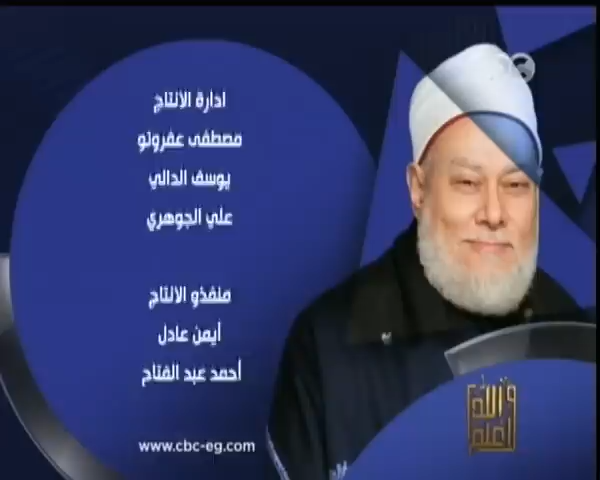 ادارة الانتاج
مصطفى عفروتو
يوسف الدالي
علي الجوهري
منفذو الانتاج
أيمن عادل
أحمد عبد الفتاح
www.cbc-eg.com
والله أعلم